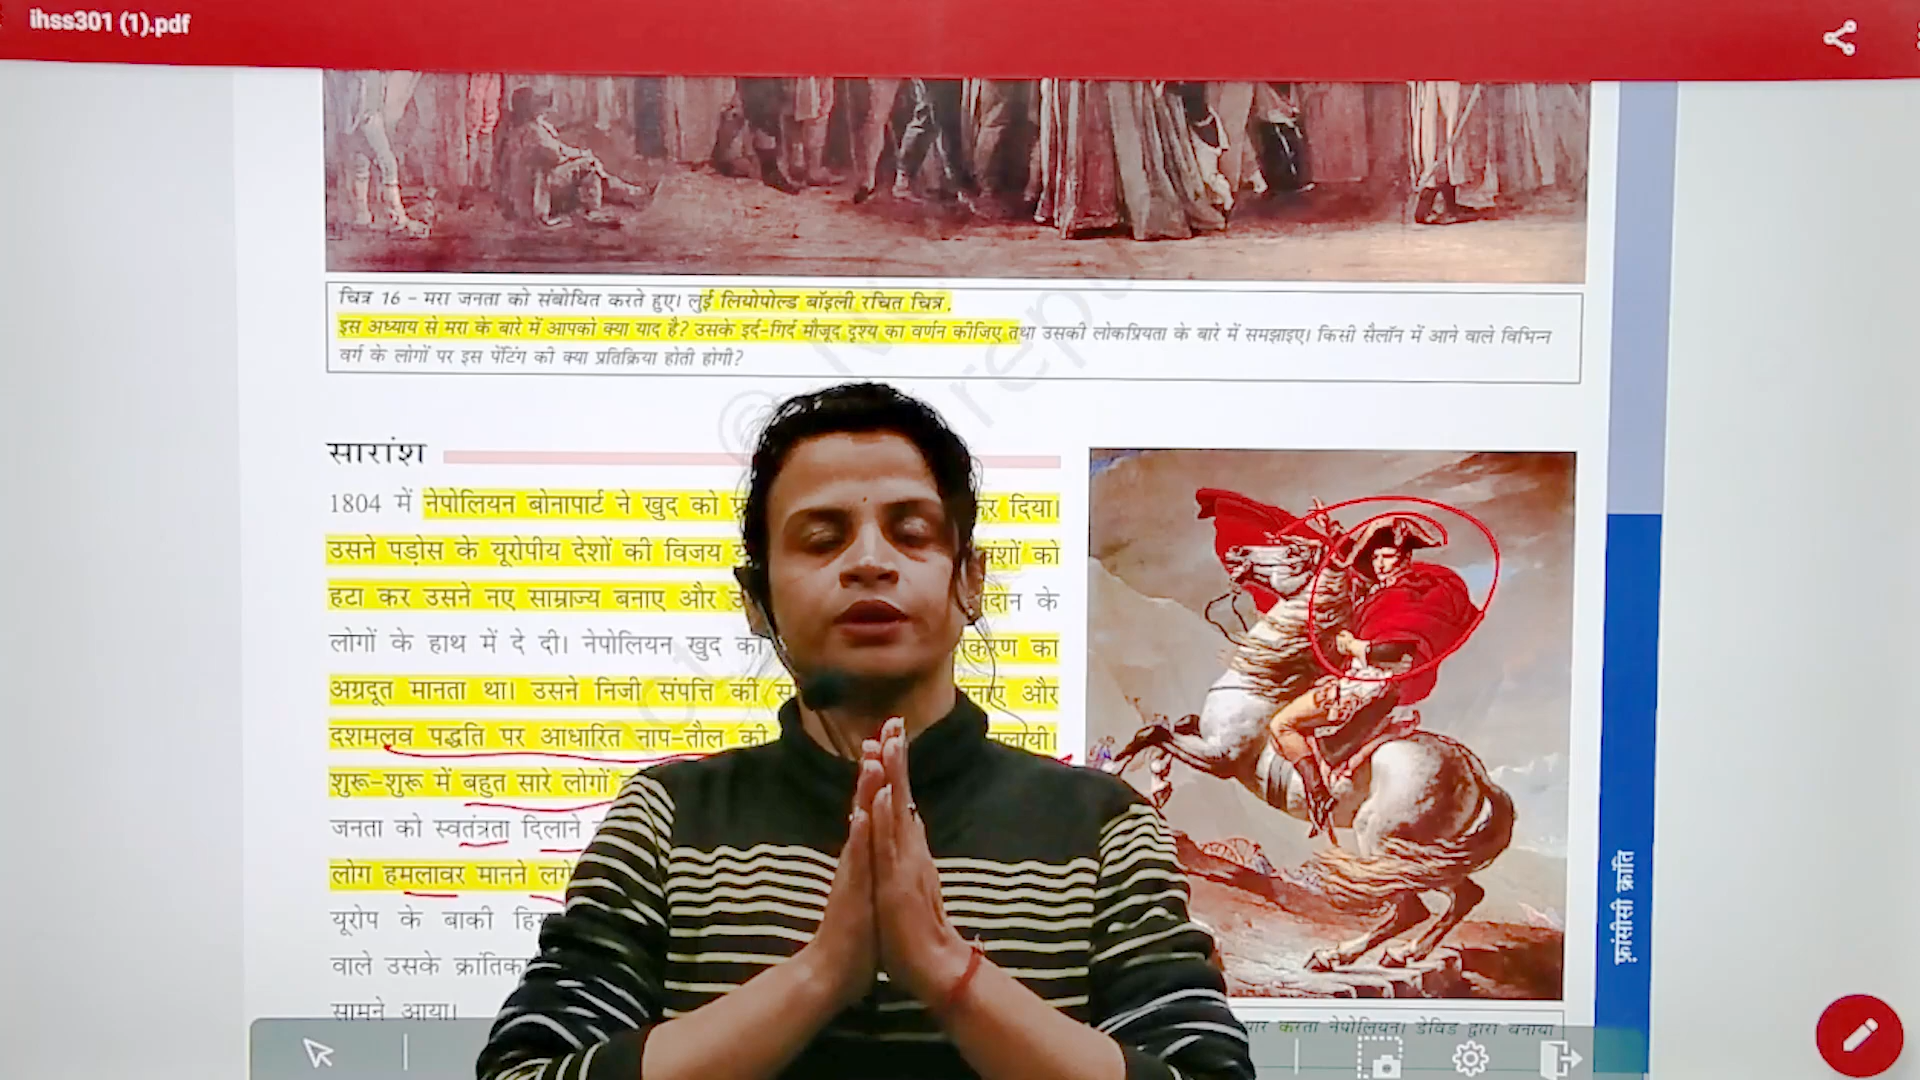 ihss301 (1).pdf
चित्र 16 – मरा जनता को संबोधित करते हुए। लुई लियोपोल्ड बॉइली रचित चित्र.
इस अध्याय से मरा के बारे में आपको क्या याद है? उसके इर्द-गिर्द मौजूद दृश्य का वर्णन कीजिए तथा उसकी लोकप्रियता के बारे में समझाइए। किसी सैलॉन में आने वाले विभिन्न
वर्ग के लोगों पर इस पेंटिंग की क्या प्रतिक्रिया होती होगी?
सारांश
1804 में नेपोलियन बोनापार्ट ने खुद को दिया।
उसने पड़ोस के यूरोपीय देशों की विजय को
हटा कर उसने नए साम्राज्य बनाए और के
लोगों के हाथ में दे दी। नेपोलियन खुद को का
अग्रदूत मानता था। उसने निजी संपत्ति की और
दशमलव पद्धति पर आधारित नाप-तौल की
शुरू-शुरू में बहुत सारे लोगों
जनता को स्वतंत्रता दिलाने
लोग हमलावर मानने लगे
यूरोप के बाकी
वाले उसके
सामने आया।
करता नेपोलियन। डेविड द्वारा बनाया
फ़्रांसीसी क्रांति